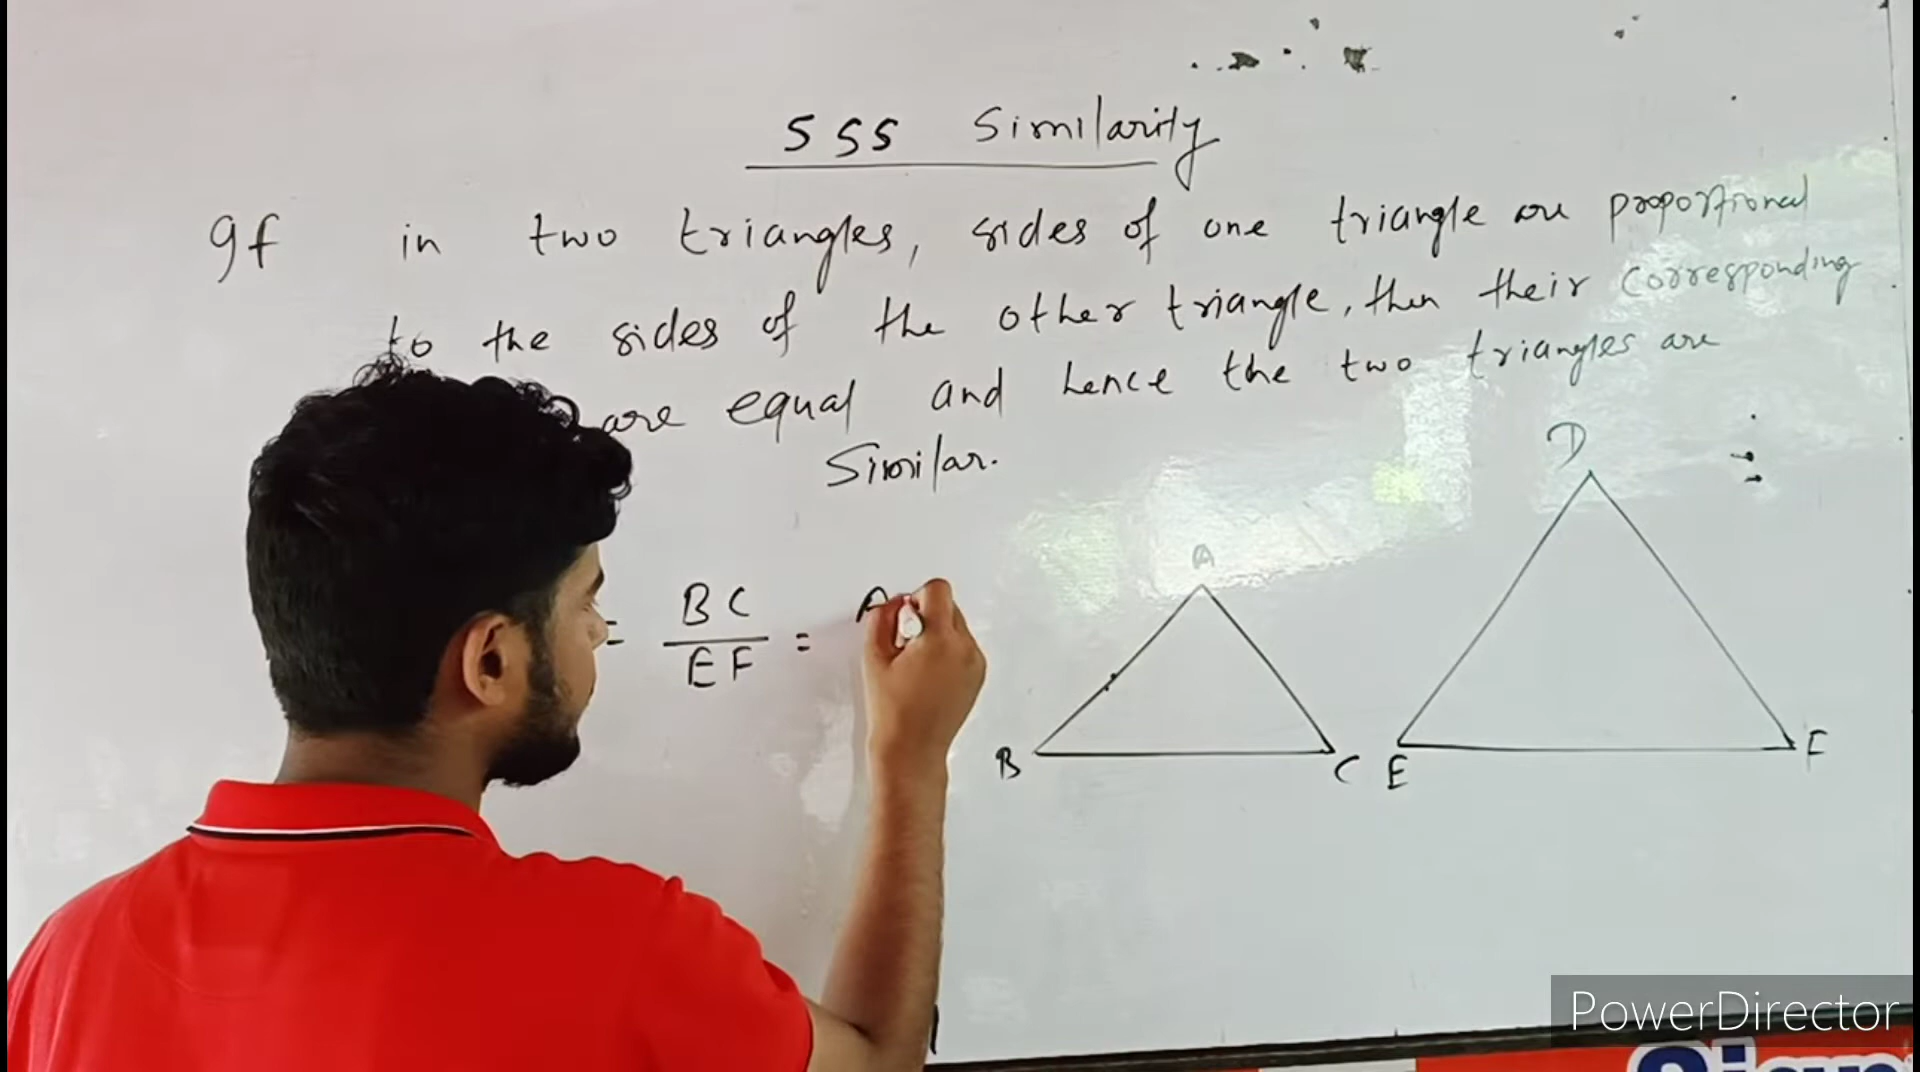 SSS Similarity
If in two triangles, sides of one triangle are proportional
to the sides of the other triangle, then their corresponding
are equal and hence the two triangles are
Similar.
D
A
= BC / EF = A
B
C
E
F
PowerDirector